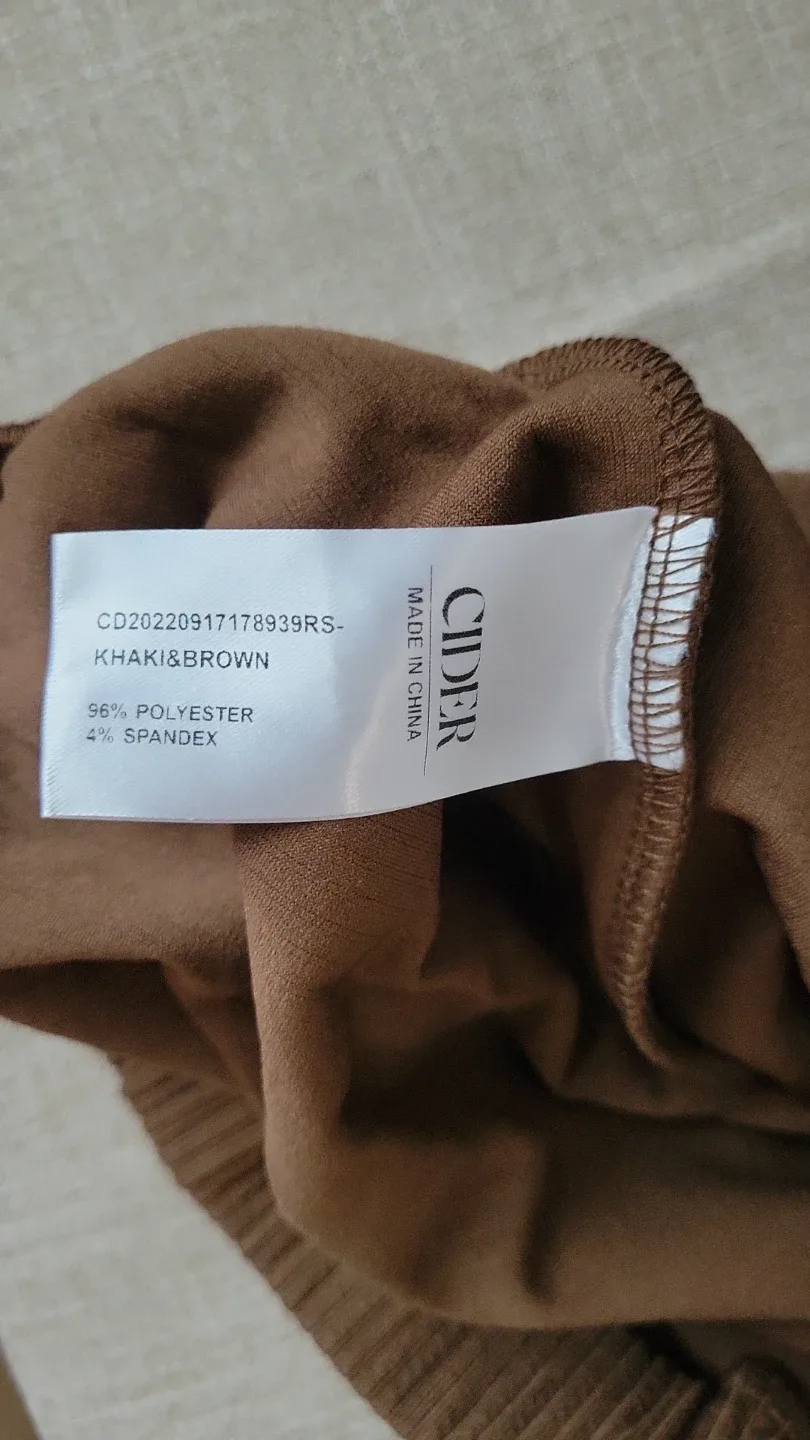 CIDER
MADE IN CHINA
CD20220917178939RS-
KHAKI&BROWN
96% POLYESTER
4% SPANDEX